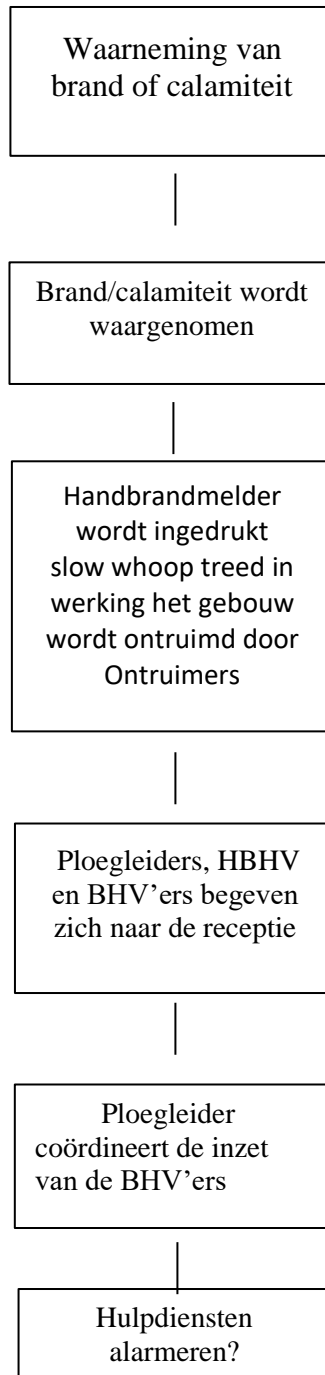 Waarneming van
brand of calamiteit
Brand/calamiteit wordt
waargenomen
Handbrandmelder
wordt ingedrukt
slow whoop treed in
werking het gebouw
wordt ontruimd door
Ontruimers
Ploegleiders, HBHV
en BHV’ers begeven
zich naar de receptie
Ploegleider
coördineert de inzet
van de BHV’ers
Hulpdiensten
alarmeren?